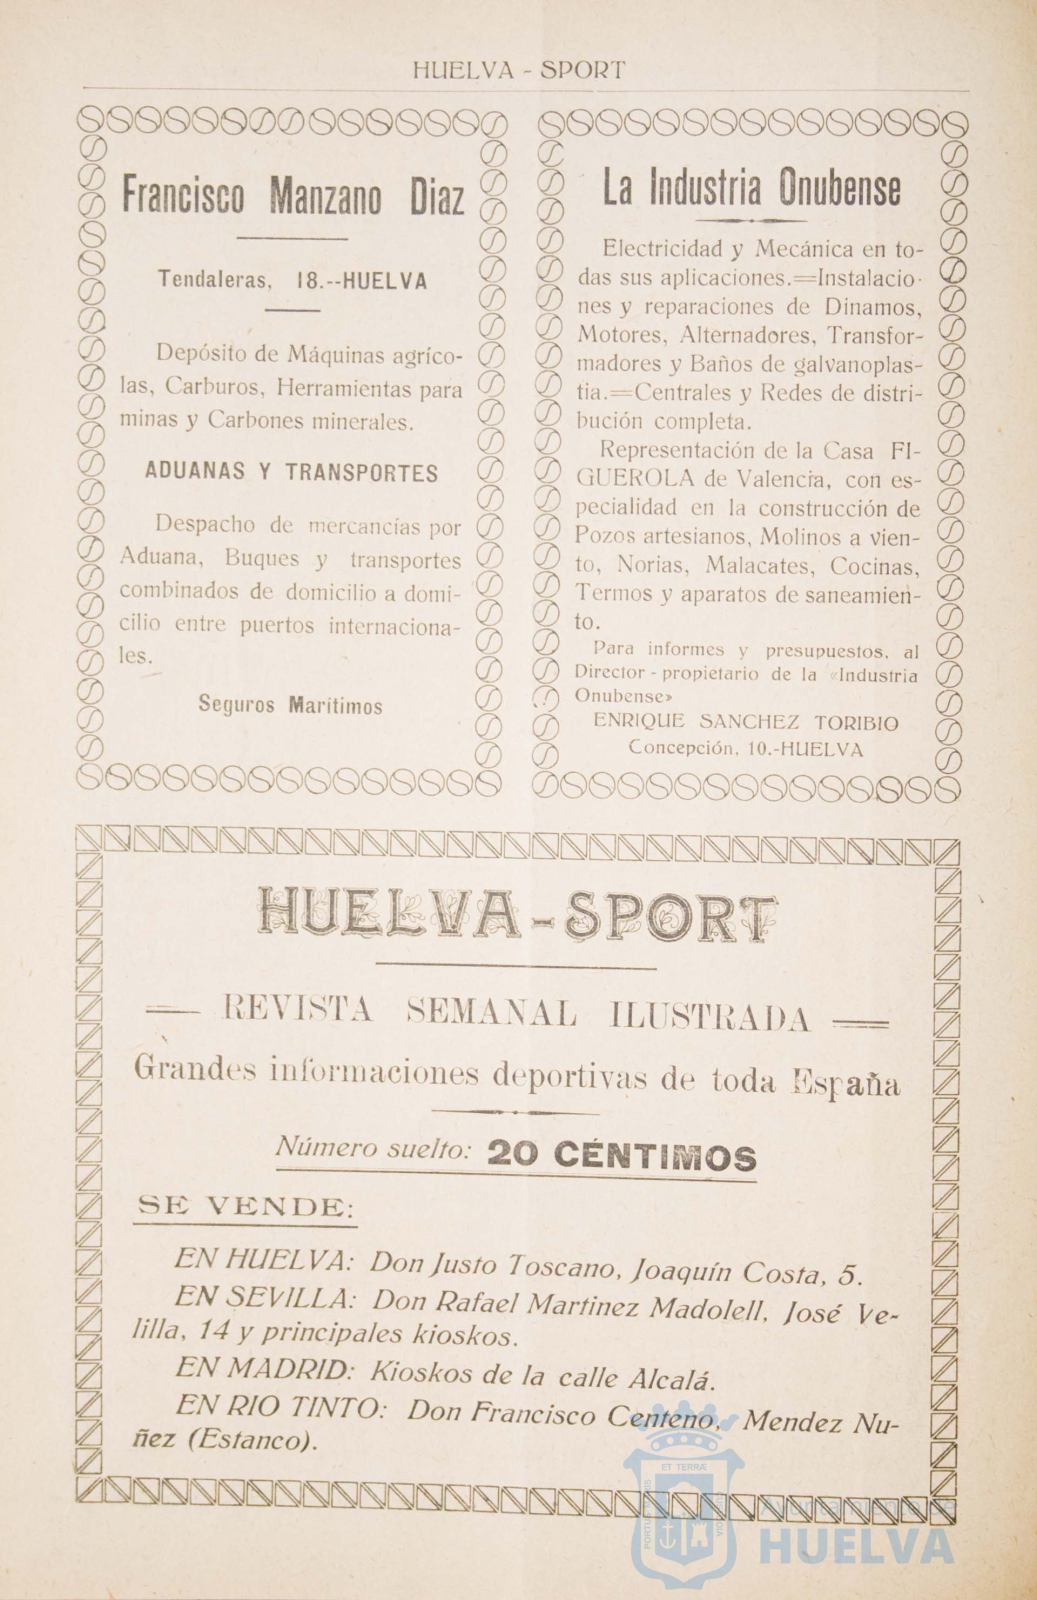 HUELVA - SPORT
Francisco Manzano Diaz
Tendaleras, 18.--HUELVA
Depósito de Máquinas agríco-
las, Carburos, Herramientas para
minas y Carbones minerales.
ADUANAS Y TRANSPORTES
Despacho de mercancías por
Aduana, Buques y transportes
combinados de domicilio a domi-
cilio entre puertos internaciona-
les.
Seguros Marítimos
La Industria Onubense
Electricidad y Mecánica en to-
das sus aplicaciones.=Instalacio-
nes y reparaciones de Dinamos,
Motores, Alternadores, Transfor-
madores y Baños de galvanoplas-
tia.=Centrales y Redes de distri-
bución completa.
Representación de la Casa FI-
GUEROLA de Valencia, con es-
pecialidad en la construcción de
Pozos artesianos, Molinos a vien-
to, Norias, Malacates, Cocinas,
Termos y aparatos de saneamien-
to.
Para informes y presupuestos, al
Director - propietario de la «Industria
Onubense»
ENRIQUE SANCHEZ TORIBIO
Concepción, 10.-HUELVA
HUELVA - SPORT
REVISTA SEMANAL ILUSTRADA
Grandes informaciones deportivas de toda España
Número suelto: 20 CÉNTIMOS
SE VENDE:
EN HUELVA: Don Justo Toscano, Joaquín Costa, 5.
EN SEVILLA: Don Rafael Martinez Madolell, José Ve-
lilla, 14 y principales kioskos.
EN MADRID: Kioskos de la calle Alcalá.
EN RIO TINTO: Don Francisco Centeno, Mendez Nu-
ñez (Estanco).
ET TERRÆ
Ayuntamiento de
HUELVA